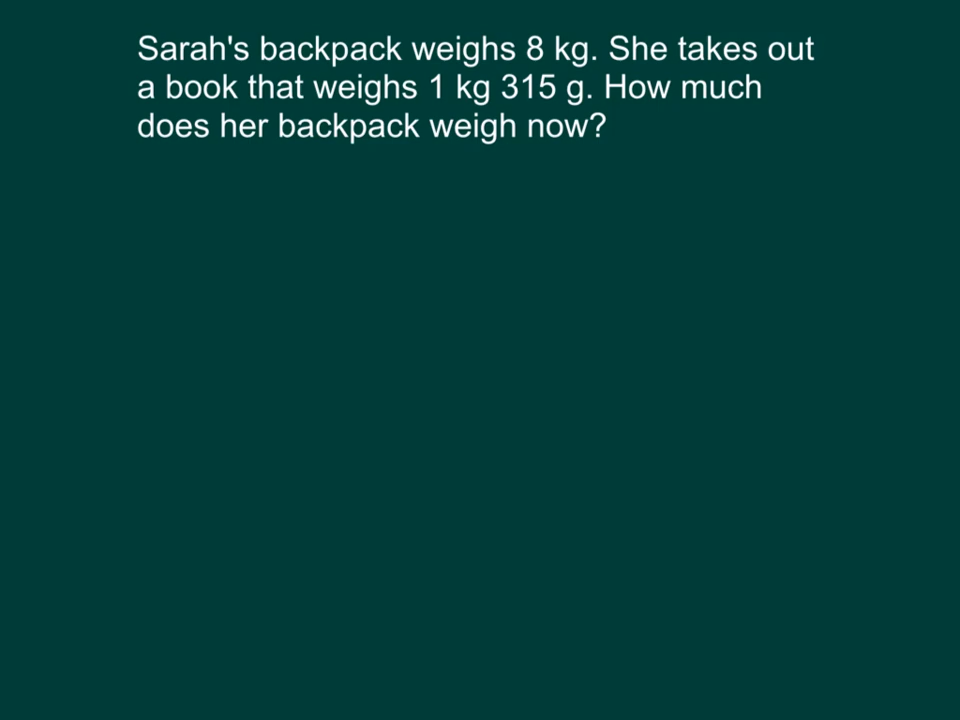 Sarah's backpack weighs 8 kg. She takes out
a book that weighs 1 kg 315 g. How much
does her backpack weigh now?